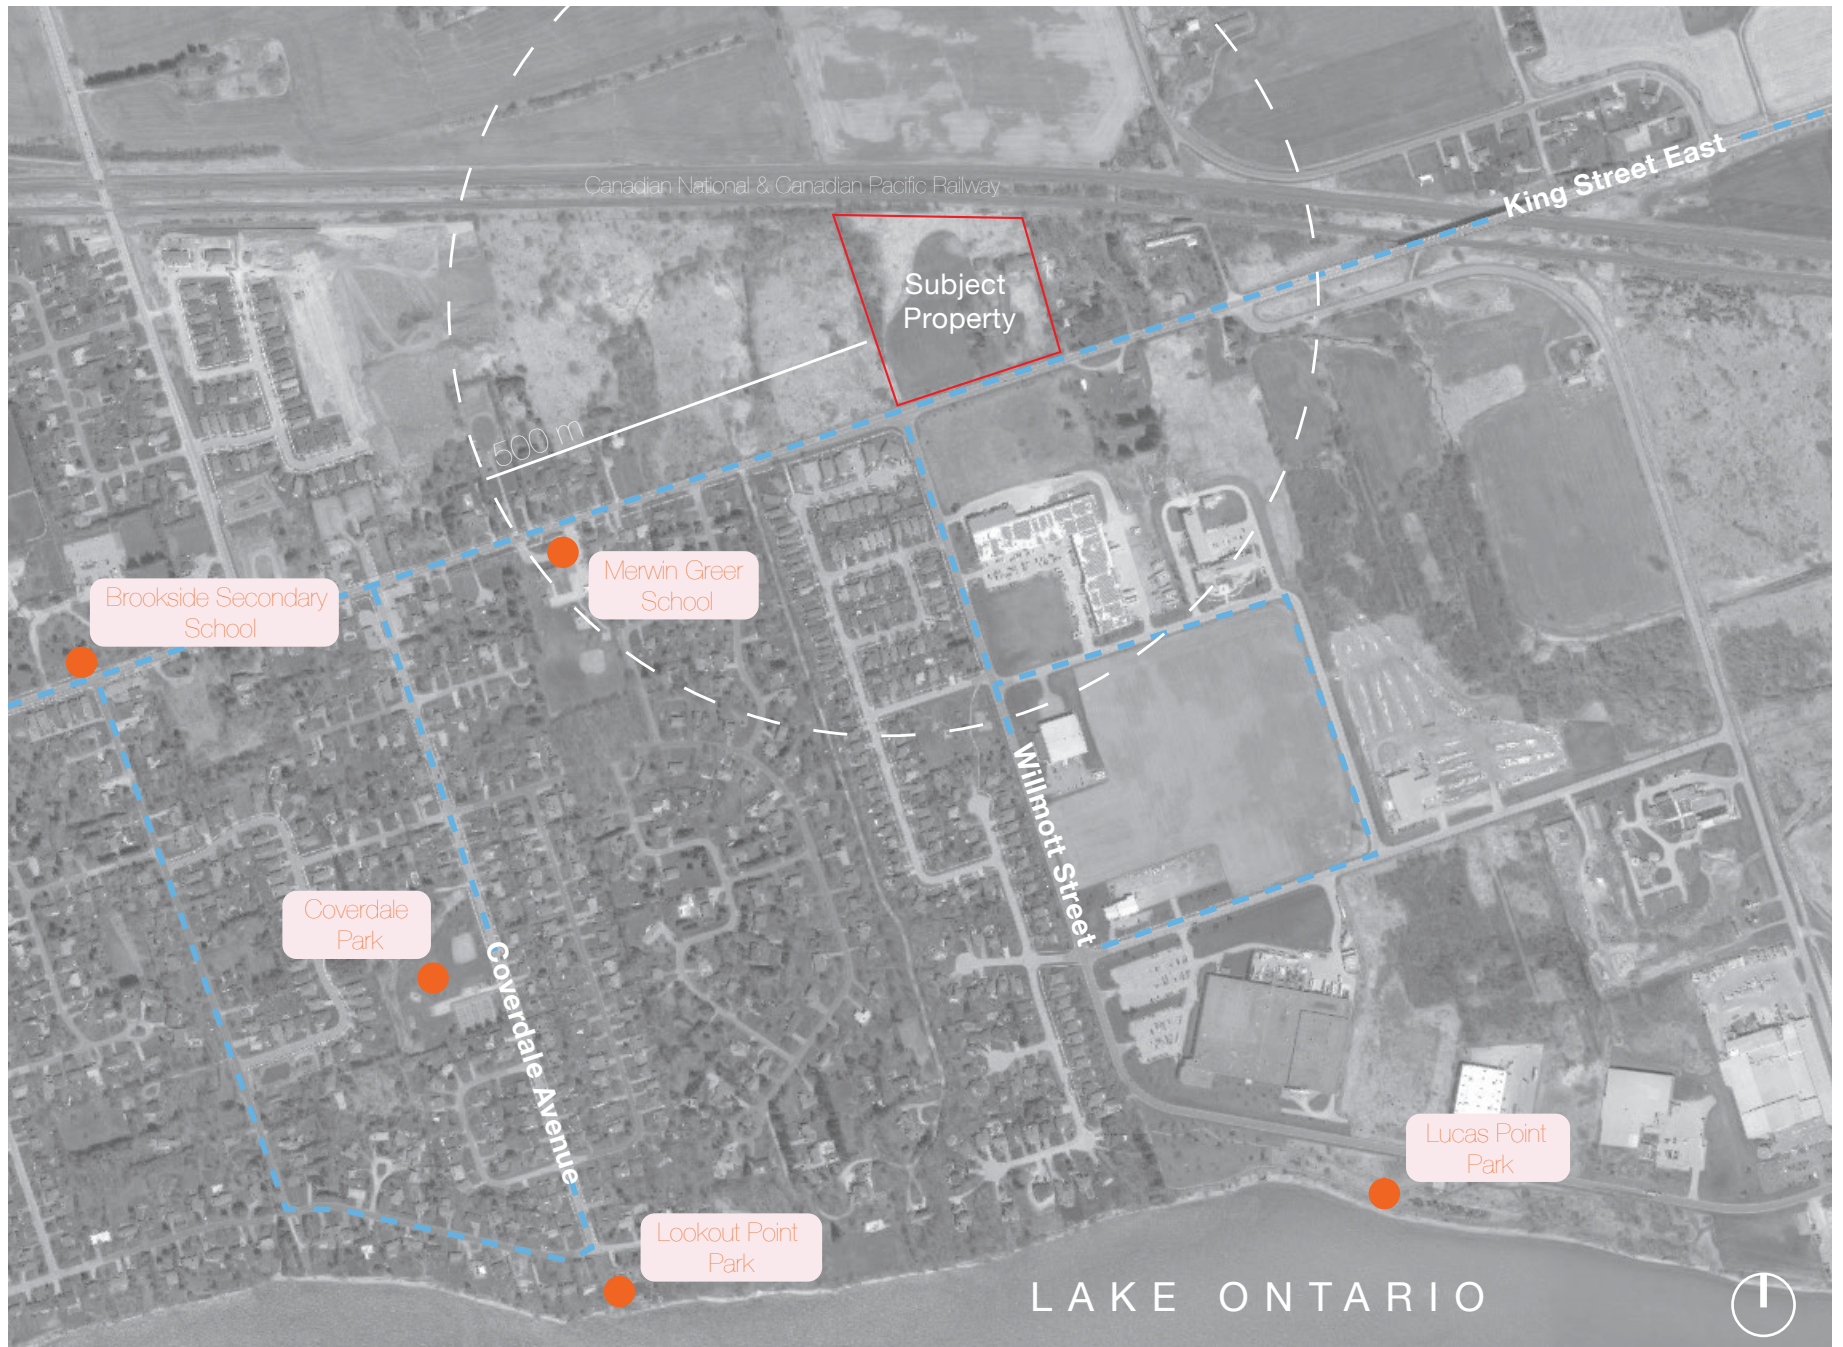 Canadian National & Canadian Pacific Railway
King Street East
Subject
Property
500 m
Merwin Greer
School
Brookside Secondary
School
Willmott Street
Coverdale
Park
Coverdale Avenue
Lucas Point
Park
Lookout Point
Park
LAKE ONTARIO